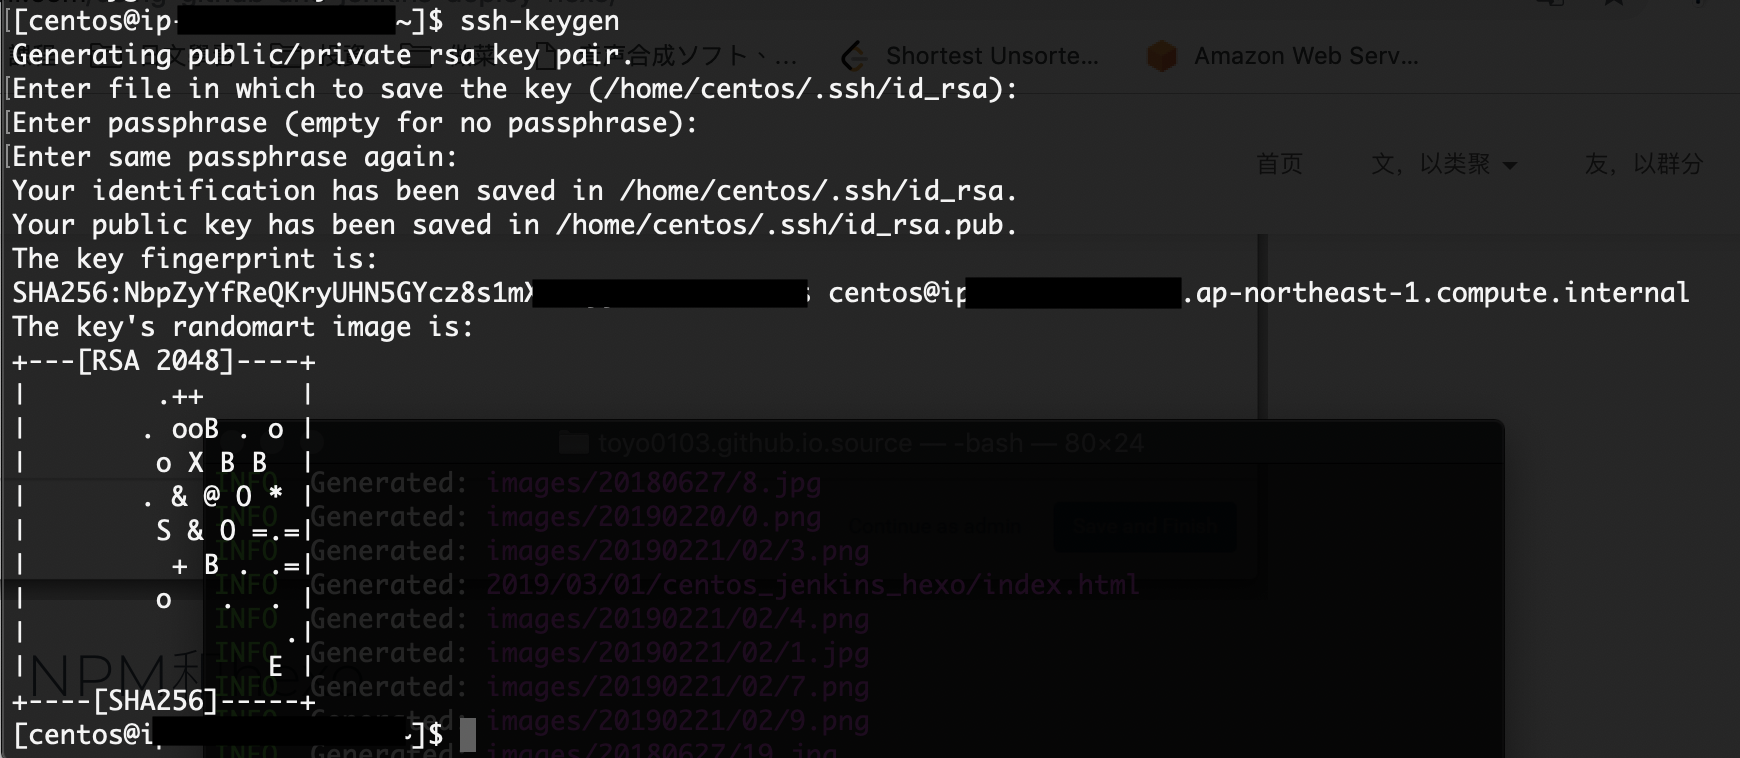 [centos@ip- ~]$ ssh-keygen
Generating public/private rsa key pair.
音声合成ソフト、...
Shortest Unsorte...
Amazon Web Serv...
[Enter file in which to save the key (/home/centos/.ssh/id_rsa):
[Enter passphrase (empty for no passphrase):
[Enter same passphrase again:
首页 文，以类聚 友，以群分
Your identification has been saved in /home/centos/.ssh/id_rsa.
Your public key has been saved in /home/centos/.ssh/id_rsa.pub.
The key fingerprint is:
SHA256:NbpZyYfReQKryUHN5GYcz8s1m centos@ip .ap-northeast-1.compute.internal
The key's randomart image is:
+---[RSA 2048]----+
|         .++      |
|        . ooB . o |
|         o X B B  |
|        . & @ O * |
|         S & O =.=|
|          + B . .=|
|         o   .  . |
|                 .|
|                E |
+----[SHA256]-----+
[centos@i ]$
toyo0103.github.io.source — -bash — 80×24
INFO Generated: images/20180627/8.jpg
INFO Generated: images/20190220/0.png
INFO Generated: images/20190221/02/3.png
INFO Generated: 2019/03/01/centos_jenkins_hexo/index.html
INFO Generated: images/20190221/02/4.png
INFO Generated: images/20190221/02/1.jpg
INFO Generated: images/20190221/02/7.png
INFO Generated: images/20190221/02/9.png
INFO Generated: images/20180627/19.jpg
NPM